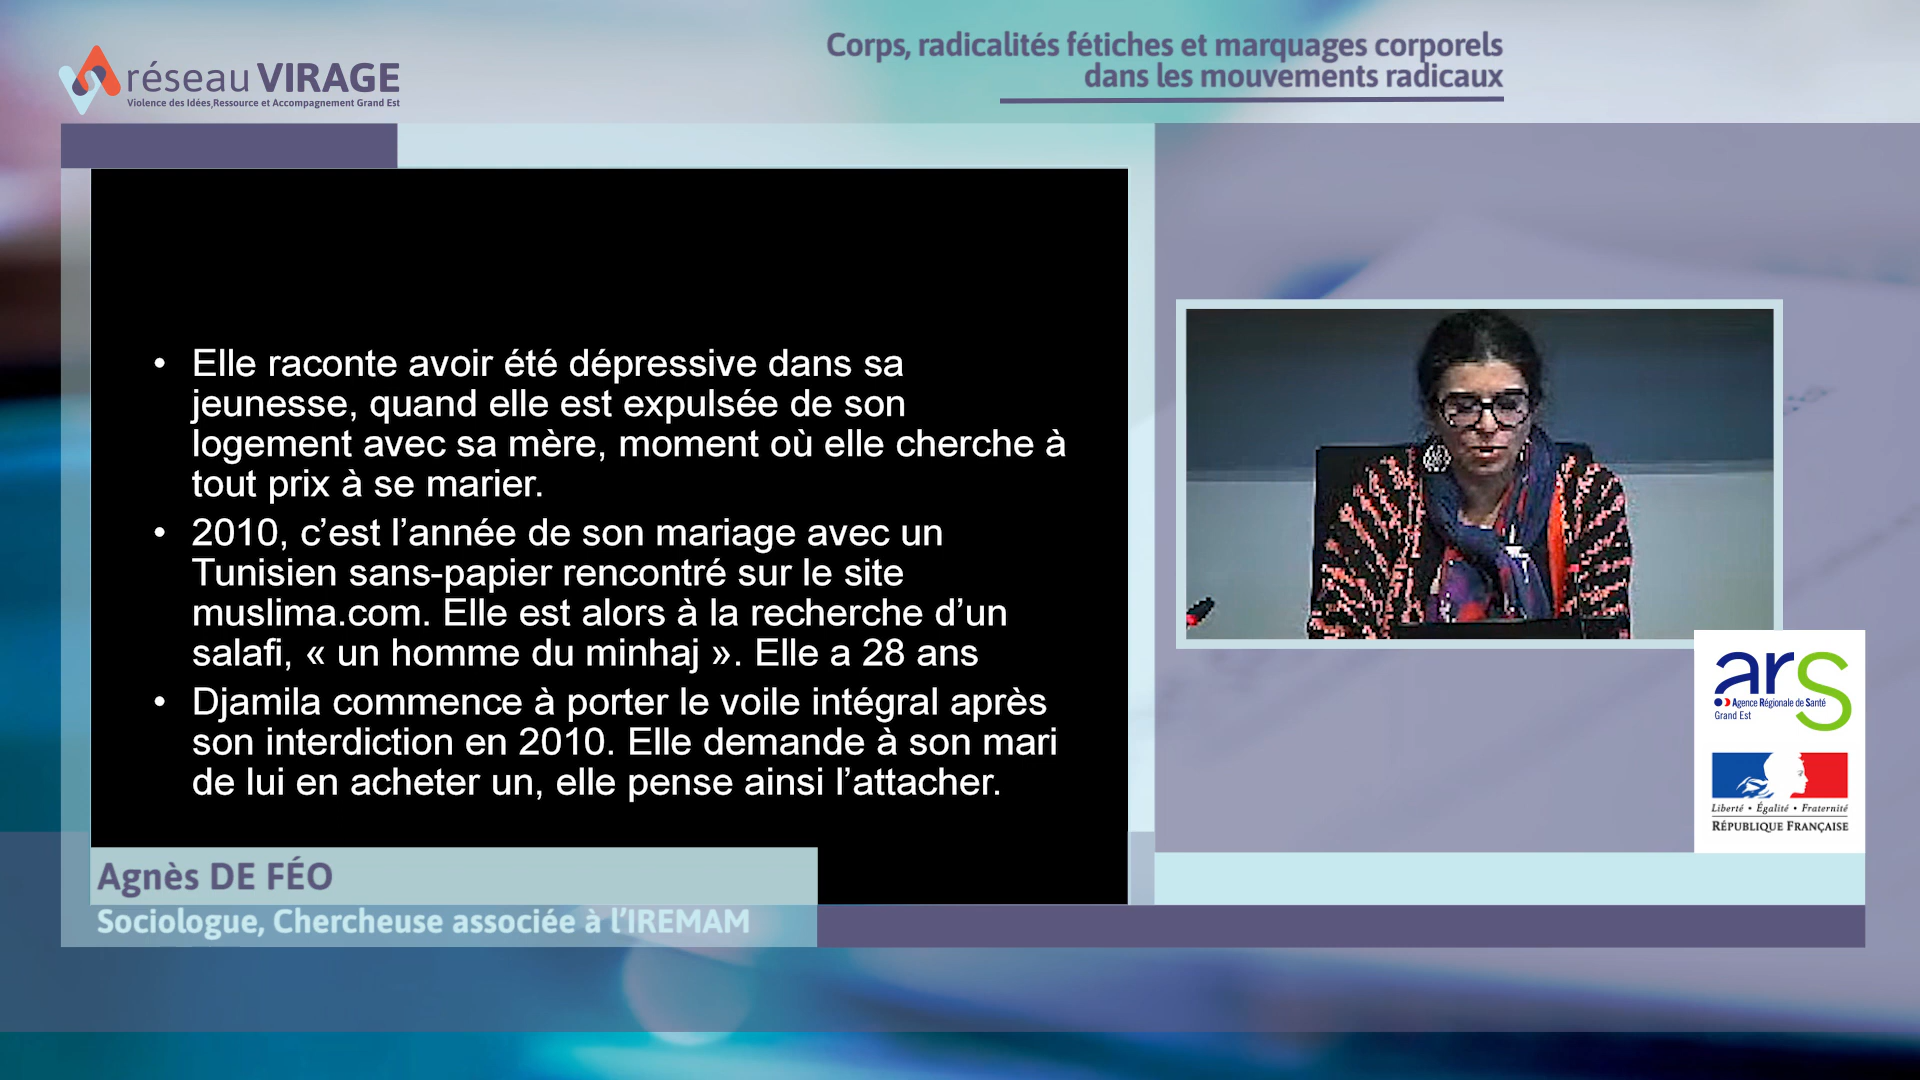 réseau VIRAGE
Violence des Idées,Ressource et Accompagnement Grand Est
Corps, radicalités fétiches et marquages corporels
dans les mouvements radicaux
• Elle raconte avoir été dépressive dans sa
jeunesse, quand elle est expulsée de son
logement avec sa mère, moment où elle cherche à
tout prix à se marier.
• 2010, c’est l’année de son mariage avec un
Tunisien sans-papier rencontré sur le site
muslima.com. Elle est alors à la recherche d’un
salafi, « un homme du minhaj ». Elle a 28 ans
• Djamila commence à porter le voile intégral après
son interdiction en 2010. Elle demande à son mari
de lui en acheter un, elle pense ainsi l’attacher.
Agnès DE FÉO
Sociologue, Chercheuse associée à l’IREMAM
ars
Agence Régionale de Santé
Grand Est
Liberté • Égalité • Fraternité
RÉPUBLIQUE FRANÇAISE